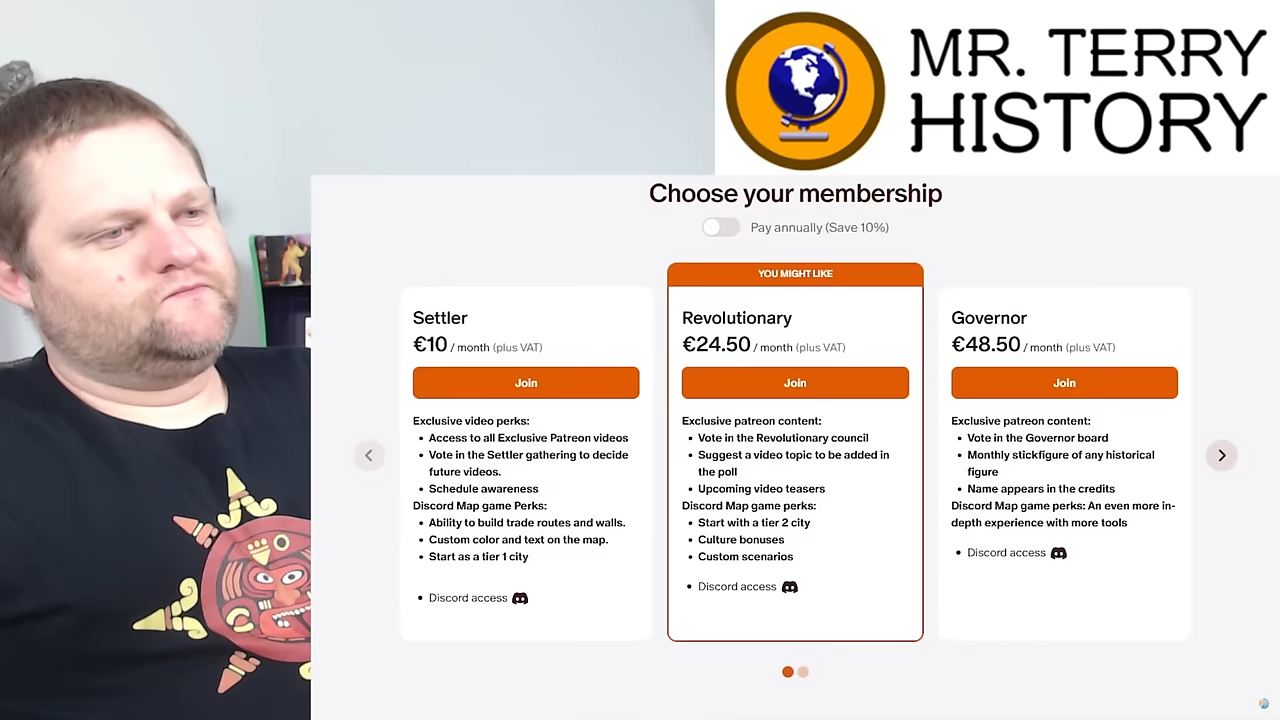 MR. TERRY
HISTORY
Choose your membership
Pay annually (Save 10%)
YOU MIGHT LIKE
Settler
€10 / month (plus VAT)
Join
Exclusive video perks:
• Access to all Exclusive Patreon videos
• Vote in the Settler gathering to decide
future videos.
• Schedule awareness
Discord Map game Perks:
• Ability to build trade routes and walls.
• Custom color and text on the map.
• Start as a tier 1 city
• Discord access
Revolutionary
€24.50 / month (plus VAT)
Join
Exclusive patreon content:
• Vote in the Revolutionary council
• Suggest a video topic to be added in
the poll
• Upcoming video teasers
Discord Map game perks:
• Start with a tier 2 city
• Culture bonuses
• Custom scenarios
• Discord access
Governor
€48.50 / month (plus VAT)
Join
Exclusive patreon content:
• Vote in the Governor board
• Monthly stickfigure of any historical
figure
• Name appears in the credits
Discord Map game perks: An even more in-
depth experience with more tools
• Discord access